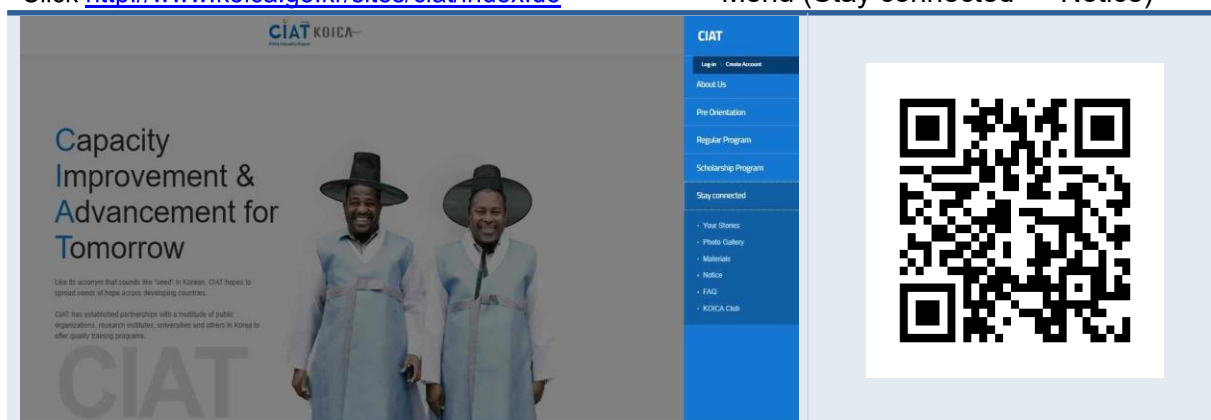 Click http://www.koica.go.kr/sites/ciat/index.do
Menu (Stay connected
Notice)
CIAT KOICA
CIAT
Log-in
Create Account
About Us
Pre Orientation
Regular Program
Scholarship Program
Stay connected
Your Stories
Photo Gallery
Materials
Notice
FAQ
KOICA Club
Capacity
Improvement &
Advancement for
Tomorrow
Like its acronym that sounds like "seed" in Korean, CIAT hopes to
spread seeds of hope across developing countries.
CIAT has established partnerships with a multitude of public
organizations, research institutes, universities and others in Korea to
offer quality training programs.
CIAT